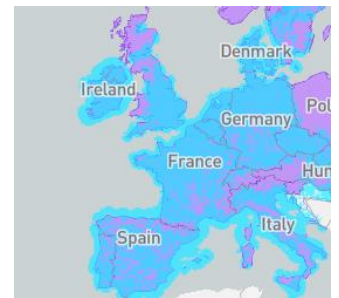 Denmark
Ireland
Pol
Germany
France
Hun
Italy
Spain